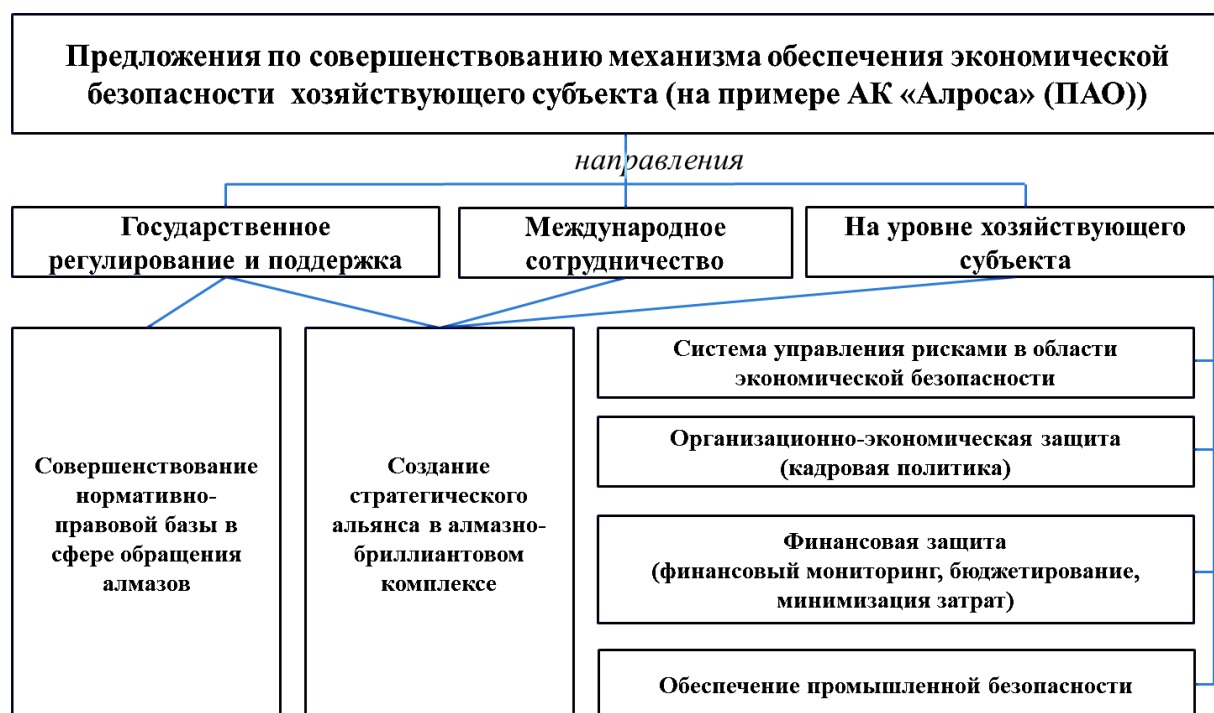 Предложения по совершенствованию механизма обеспечения экономической
безопасности хозяйствующего субъекта (на примере АК «Алроса» (ПАО))
направления
Государственное
регулирование и поддержка
Международное
сотрудничество
На уровне хозяйствующего
субъекта
Совершенствование
нормативно-
правовой базы в
сфере обращения
алмазов
Создание
стратегического
альянса в алмазно-
бриллиантовом
комплексе
Система управления рисками в области
экономической безопасности
Организационно-экономическая защита
(кадровая политика)
Финансовая защита
(финансовый мониторинг, бюджетирование,
минимизация затрат)
Обеспечение промышленной безопасности